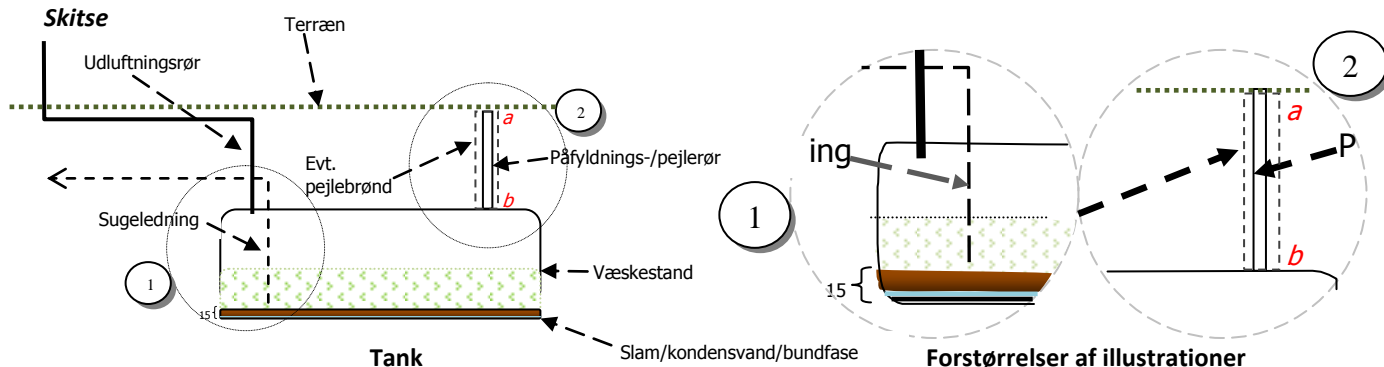 Skitse
Terræn
Udluftningsrør
2
a
Evt.
pejlebrønd
Påfyldnings-/pejlerør
b
Sugeledning
1
Væskestand
15
Slam/kondensvand/bundfase
Tank
ing
1
15
2
a
P
b
Forstørrelser af illustrationer